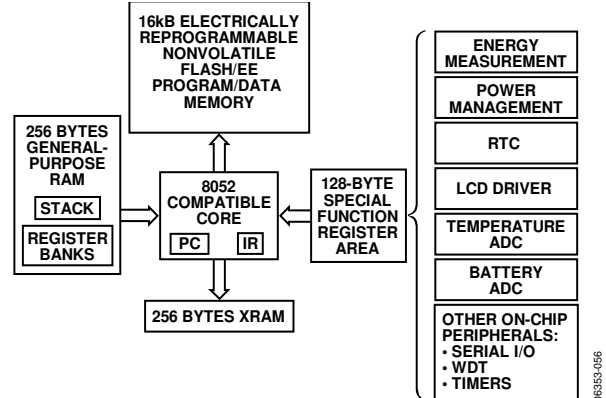 16kB ELECTRICALLY
REPROGRAMMABLE
NONVOLATILE
FLASH/EE
PROGRAM/DATA
MEMORY
256 BYTES
GENERAL-
PURPOSE
RAM
STACK
REGISTER
BANKS
8052
COMPATIBLE
CORE
PC IR
256 BYTES XRAM
128-BYTE
SPECIAL
FUNCTION
REGISTER
AREA
ENERGY
MEASUREMENT
POWER
MANAGEMENT
RTC
LCD DRIVER
TEMPERATURE
ADC
BATTERY
ADC
OTHER ON-CHIP
PERIPHERALS:
• SERIAL I/O
• WDT
• TIMERS
06353-056